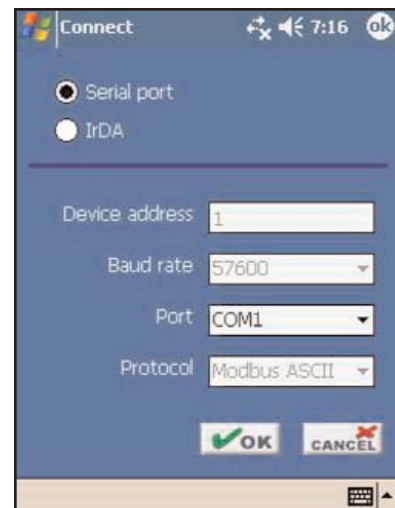 Connect 7:16 ok
Serial port
IrDA
Device address 1
Baud rate 57600
Port COM1
Protocol Modbus ASCII
OK CANCEL